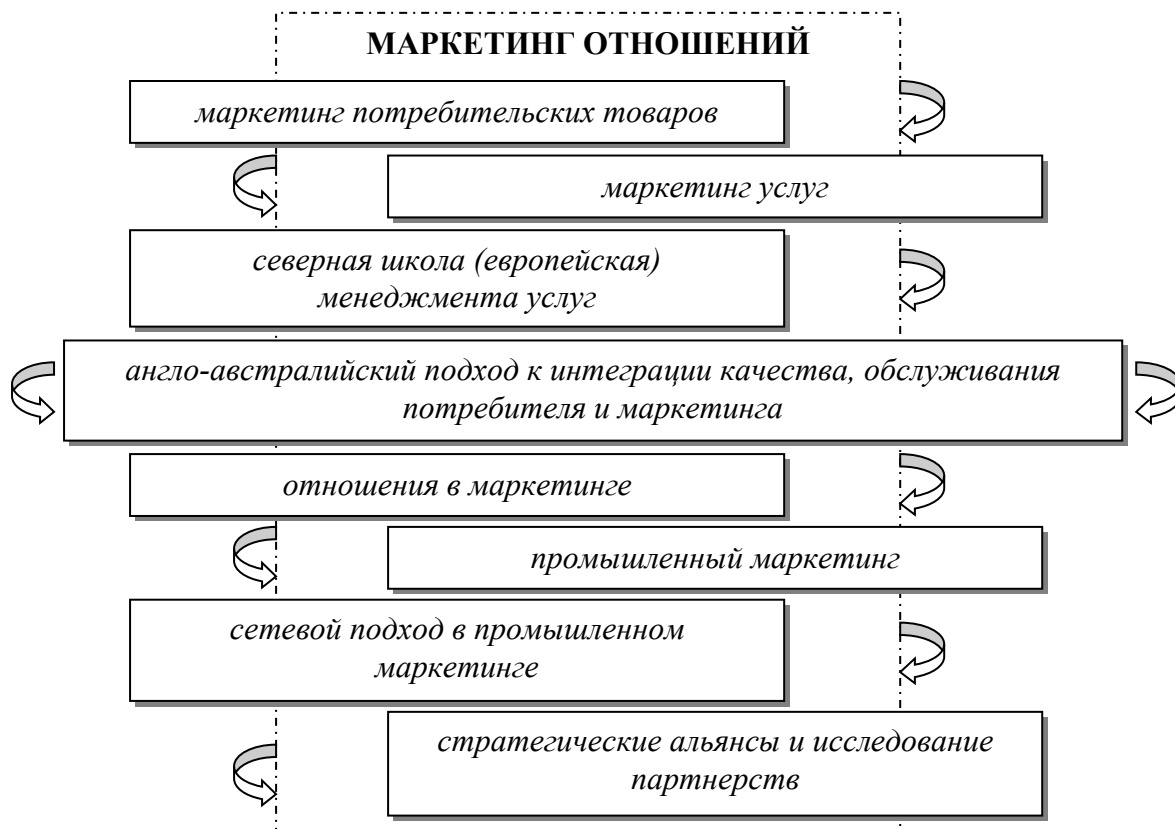 МАРКЕТИНГ ОТНОШЕНИЙ
маркетинг потребительских товаров
маркетинг услуг
северная школа (европейская)
менеджмента услуг
англо-австралийский подход к интеграции качества, обслуживания
потребителя и маркетинга
отношения в маркетинге
промышленный маркетинг
сетевой подход в промышленном
маркетинге
стратегические альянсы и исследование
партнерств